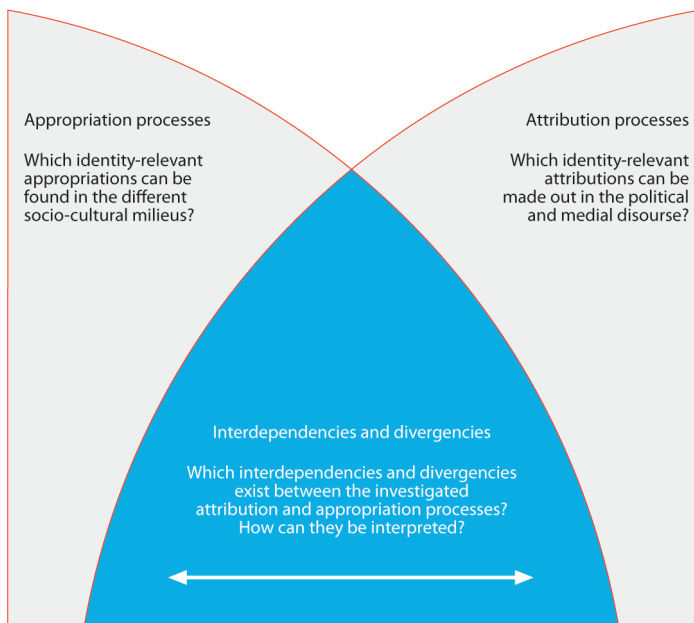 Appropriation processes
Which identity-relevant
appropriations can be
found in the different
socio-cultural milieus?
Attribution processes
Which identity-relevant
attributions can be
made out in the political
and medial disourse?
Interdependencies and divergencies
Which interdependencies and divergencies
exist between the investigated
attribution and appropriation processes?
How can they be interpreted?